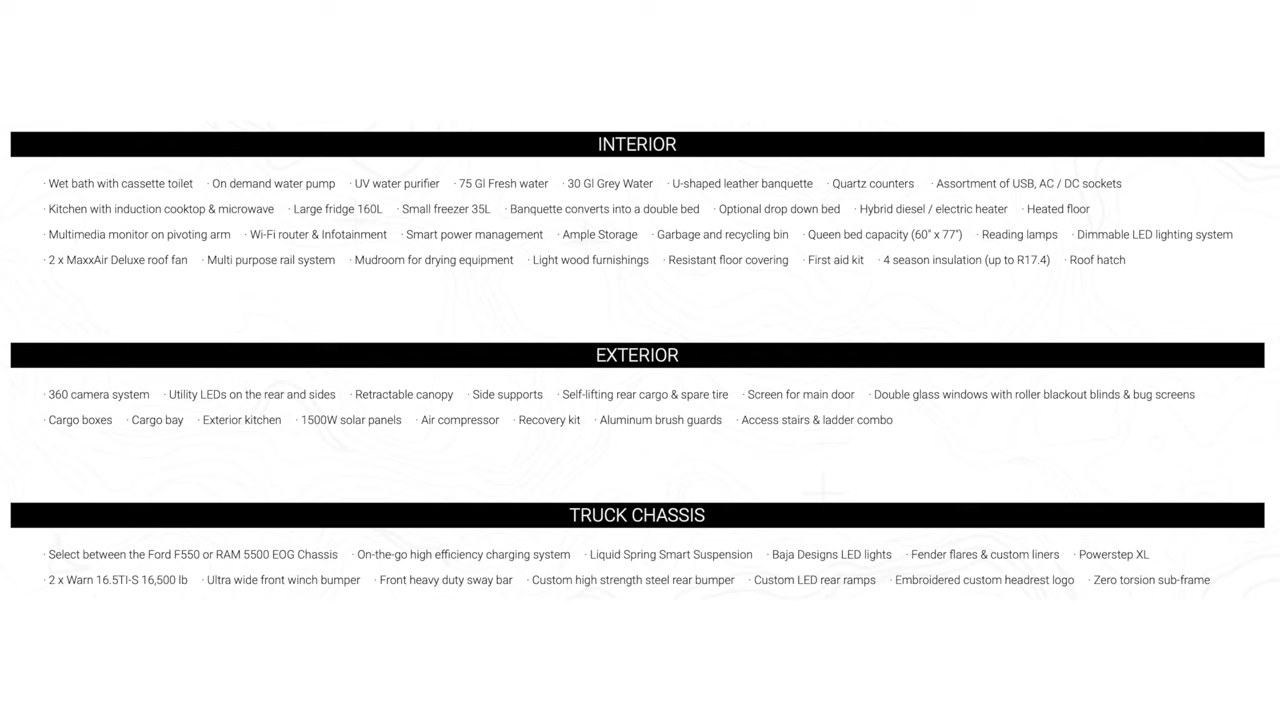 INTERIOR
· Wet bath with cassette toilet · On demand water pump · UV water purifier · 75 Gl Fresh water · 30 Gl Grey Water · U-shaped leather banquette · Quartz counters · Assortment of USB, AC / DC sockets
· Kitchen with induction cooktop & microwave · Large fridge 160L · Small freezer 35L · Banquette converts into a double bed · Optional drop down bed · Hybrid diesel / electric heater · Heated floor
· Multimedia monitor on pivoting arm · Wi-Fi router & Infotainment · Smart power management · Ample Storage · Garbage and recycling bin · Queen bed capacity (60" x 77") · Reading lamps · Dimmable LED lighting system
· 2 x MaxxAir Deluxe roof fan · Multi purpose rail system · Mudroom for drying equipment · Light wood furnishings · Resistant floor covering · First aid kit · 4 season insulation (up to R17.4) · Roof hatch
EXTERIOR
· 360 camera system · Utility LEDs on the rear and sides · Retractable canopy · Side supports · Self-lifting rear cargo & spare tire · Screen for main door · Double glass windows with roller blackout blinds & bug screens
· Cargo boxes · Cargo bay · Exterior kitchen · 1500W solar panels · Air compressor · Recovery kit · Aluminum brush guards · Access stairs & ladder combo
TRUCK CHASSIS
· Select between the Ford F550 or RAM 5500 EOG Chassis · On-the-go high efficiency charging system · Liquid Spring Smart Suspension · Baja Designs LED lights · Fender flares & custom liners · Powerstep XL
· 2 x Warn 16.5TI-S 16,500 lb · Ultra wide front winch bumper · Front heavy duty sway bar · Custom high strength steel rear bumper · Custom LED rear ramps · Embroidered custom headrest logo · Zero torsion sub-frame